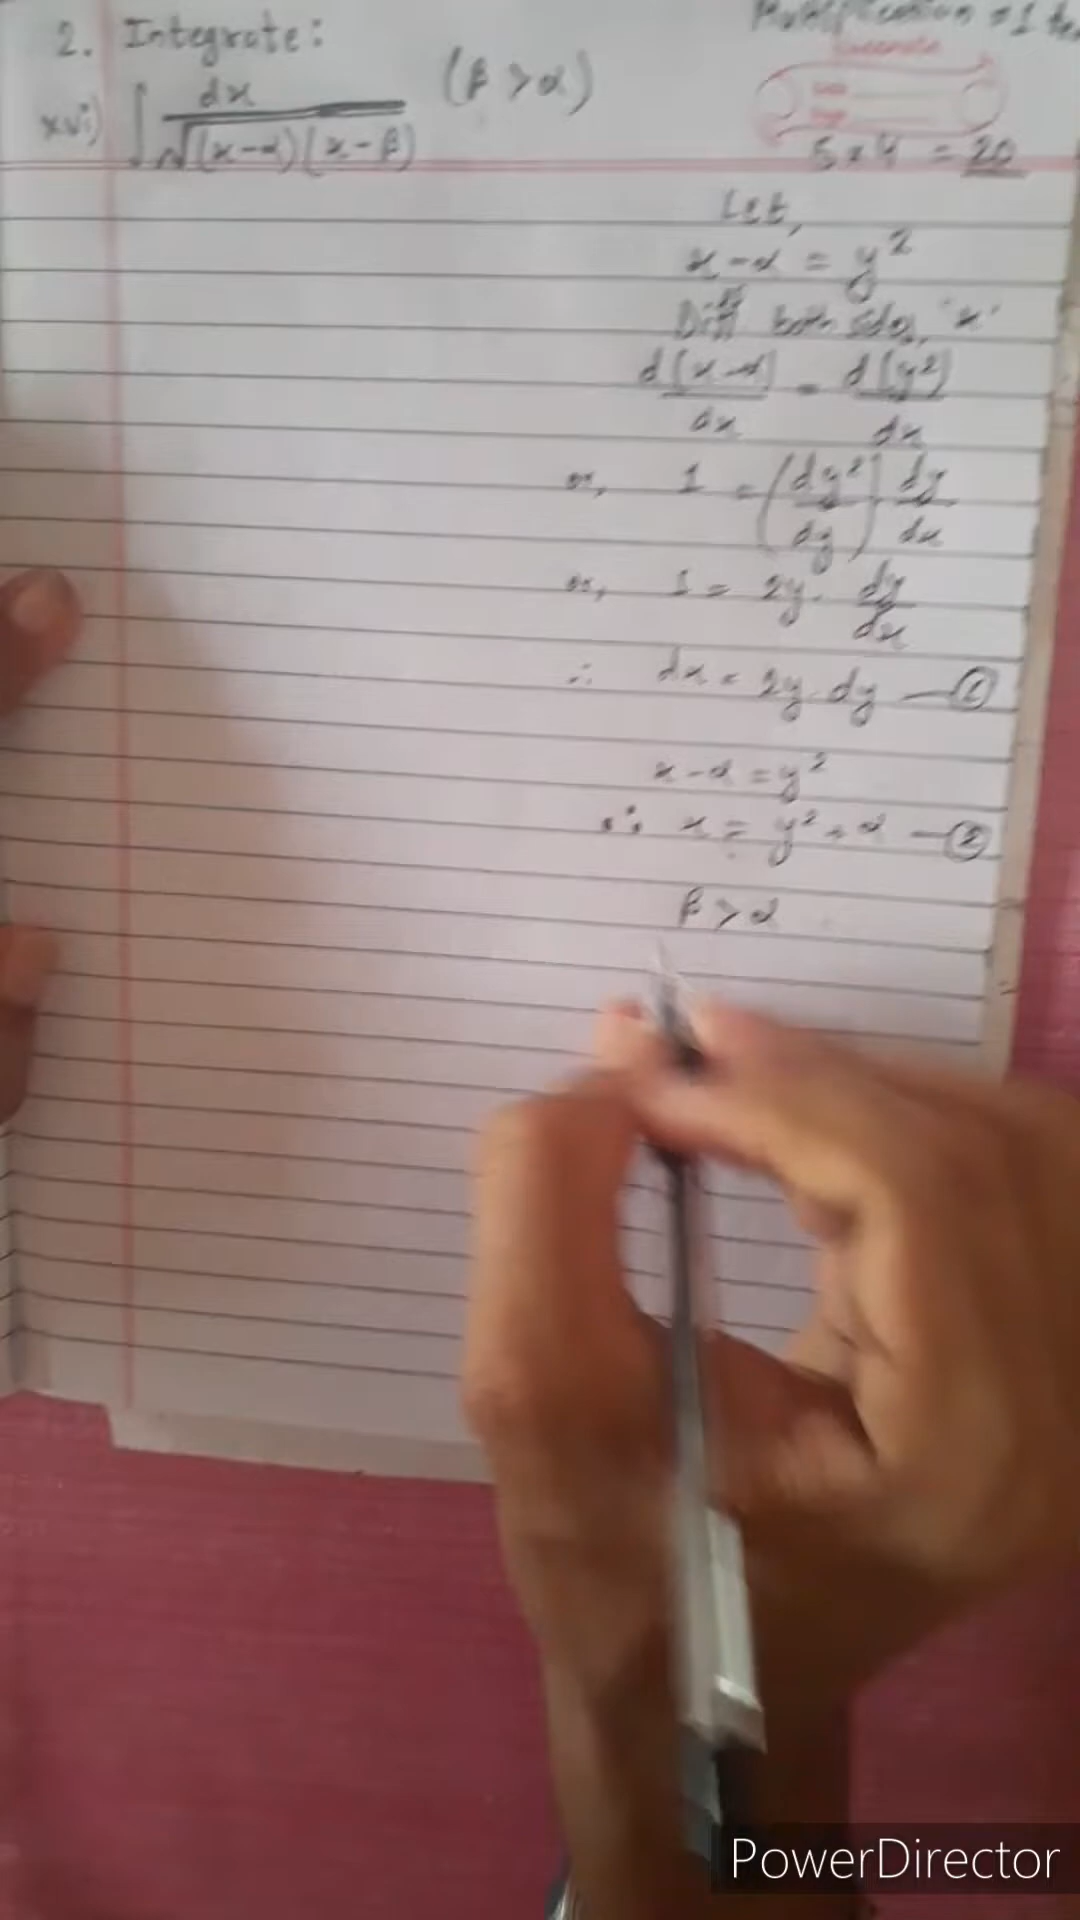 2. Integrate:
xvi) ∫ dx / √(x-α)(x-β) (β > α)
5 x 4 = 20
Let,
x-α = y²
Diff both sides, 'x'
d(x-α)/dx = d(y²)/dx
or, 1 = (dy²/dy) dy/dx
or, 1 = 2y. dy/dx
∴ dx = 2y.dy —①
x-α = y²
∴ x = y² + α —②
β > α
PowerDirector